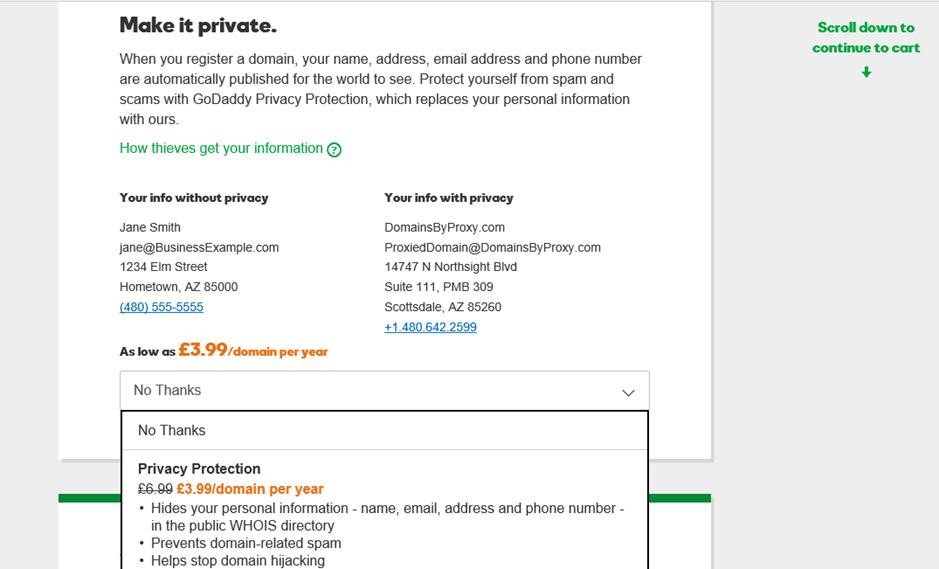 Make it private.
Scroll down to
continue to cart
When you register a domain, your name, address, email address and phone number
are automatically published for the world to see. Protect yourself from spam and
scams with GoDaddy Privacy Protection, which replaces your personal information
with ours.
How thieves get your information ?
Your info without privacy
Jane Smith
jane@BusinessExample.com
1234 Elm Street
Hometown, AZ 85000
(480) 555-5555
Your info with privacy
DomainsByProxy.com
ProxiedDomain@DomainsByProxy.com
14747 N Northsight Blvd
Suite 111, PMB 309
Scottsdale, AZ 85260
+1.480.642.2599
As low as £3.99/domain per year
No Thanks
No Thanks
Privacy Protection
£6.99 £3.99/domain per year
• Hides your personal information - name, email, address and phone number -
in the public WHOIS directory
• Prevents domain-related spam
• Helps stop domain hijacking